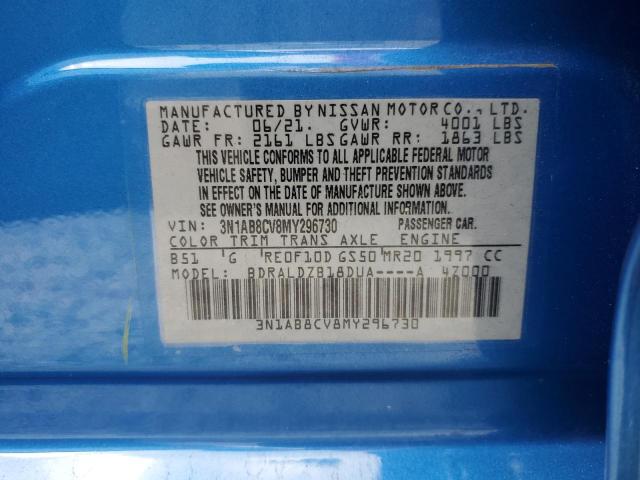 MANUFACTURED BY NISSAN MOTOR CO., LTD.
DATE: 06/21. GVWR: 4001 LBS
GAWR FR: 2161 LBS GAWR RR: 1863 LBS
THIS VEHICLE CONFORMS TO ALL APPLICABLE FEDERAL MOTOR
VEHICLE SAFETY, BUMPER AND THEFT PREVENTION STANDARDS
IN EFFECT ON THE DATE OF MANUFACTURE SHOWN ABOVE.
SEE OWNER'S MANUAL FOR ADDITIONAL INFORMATION.
VIN: 3N1AB8CV8MY296730 PASSENGER CAR.
COLOR TRIM TRANS AXLE ENGINE
B51 G RE0F10D GS50 MR20 1997 CC
MODEL: BDRALDZB18DUA----A 4Z000
3N1AB8CV8MY296730